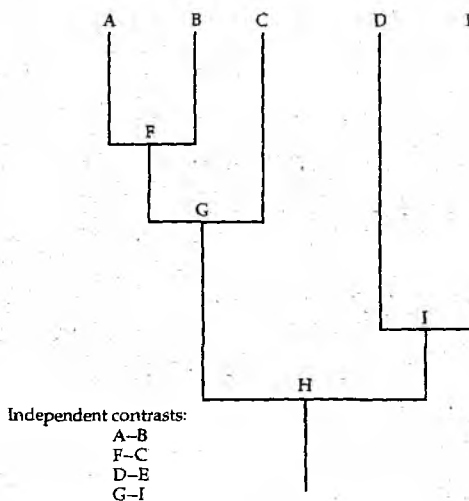 A B C D
F
G
I
H
Independent contrasts:
A–B
F–C
D–E
G–I